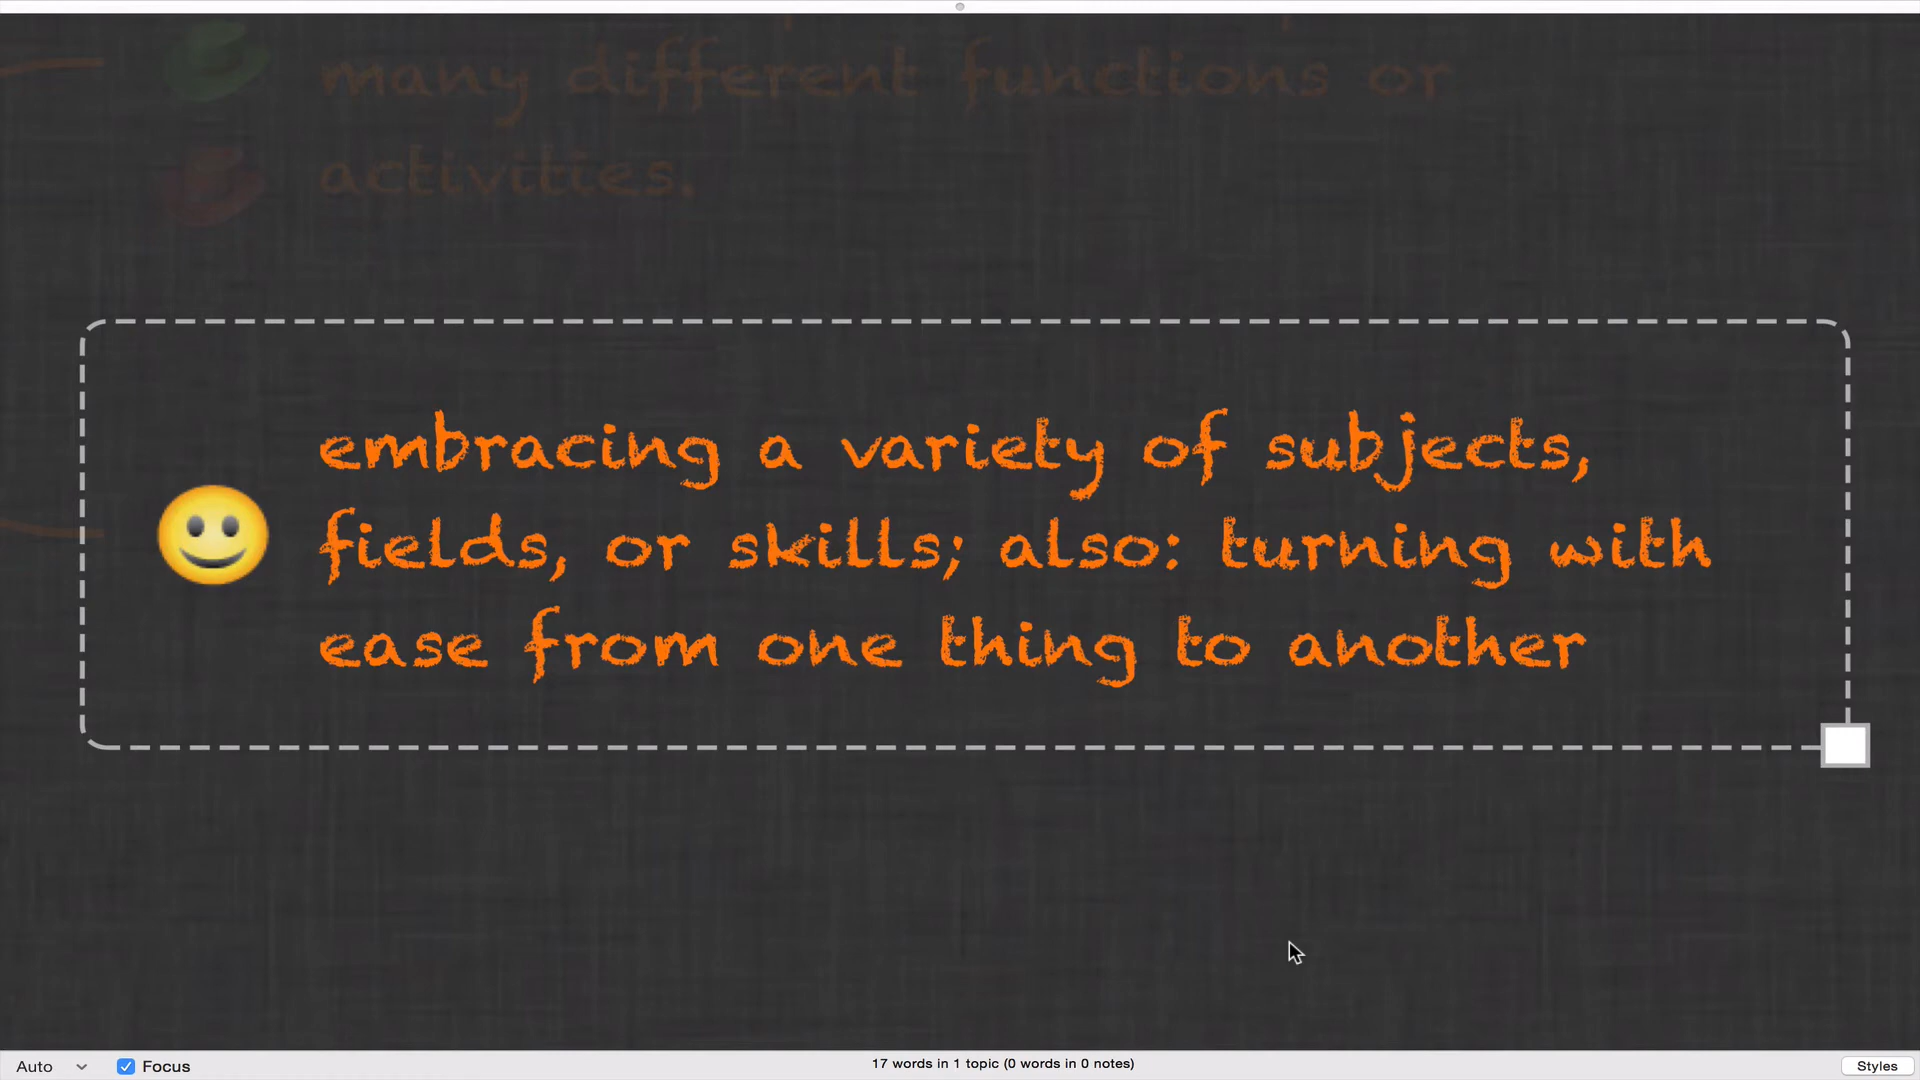 many different functions or
activities.
embracing a variety of subjects,
fields, or skills; also: turning with
ease from one thing to another
Auto
Focus
17 words in 1 topic (0 words in 0 notes)
Styles